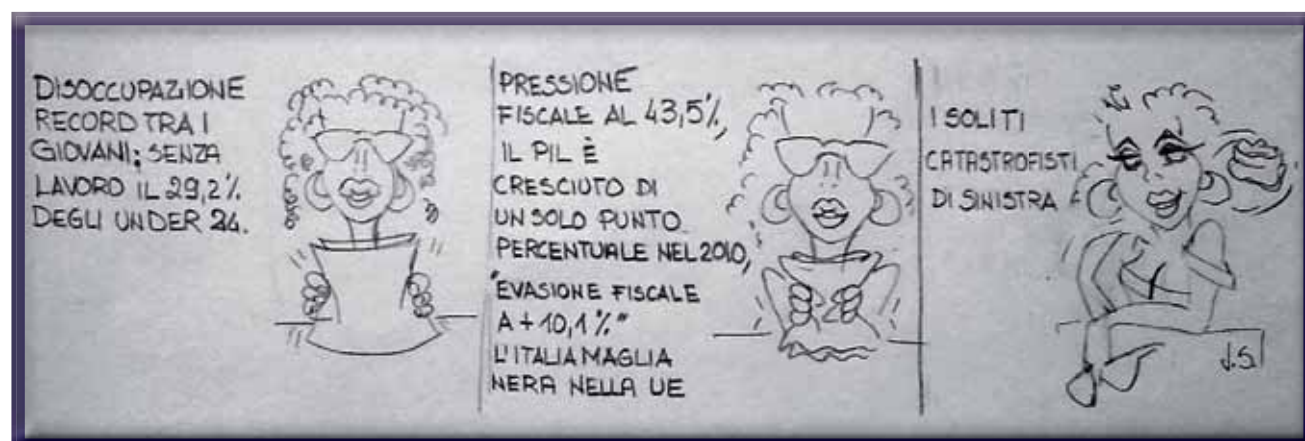 DISOCCUPAZIONE
RECORD TRA I
GIOVANI; SENZA
LAVORO IL 29,2%
DEGLI UNDER 24.
PRESSIONE
FISCALE AL 43,5%,
IL PIL È
CRESCIUTO DI
UN SOLO PUNTO
PERCENTUALE NEL 2010,
"EVASIONE FISCALE
A + 10,1%"
L'ITALIA MAGLIA
NERA NELLA UE
I SOLITI
CATASTROFISTI
DI SINISTRA
J.S.